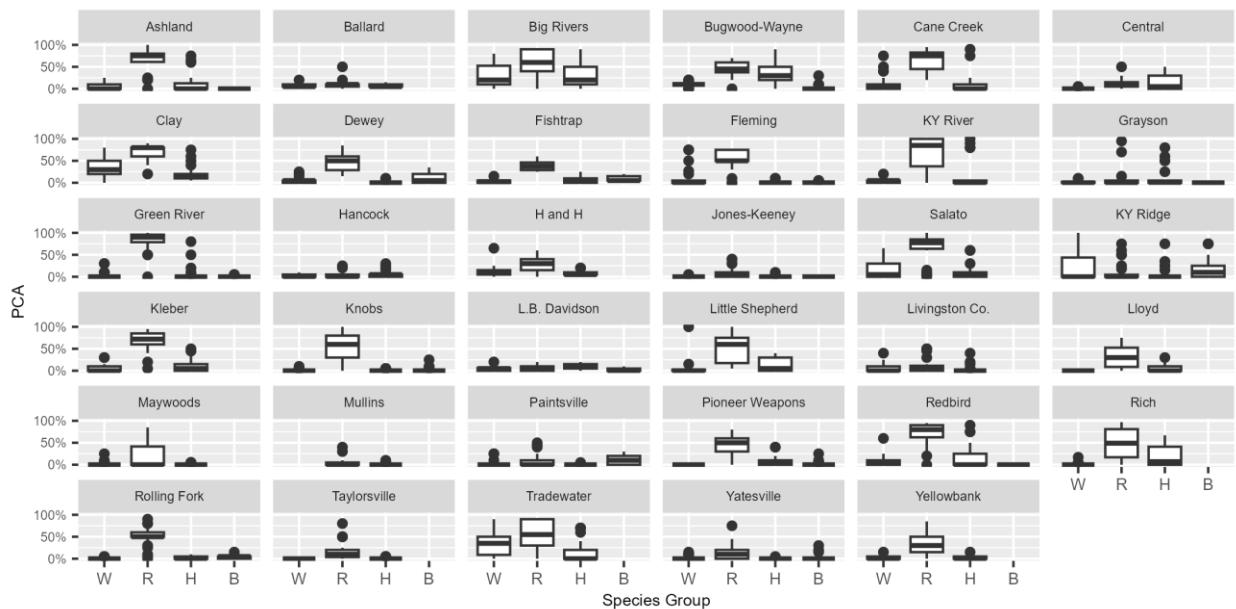 Ashland Ballard Big Rivers Bugwood-Wayne Cane Creek Central
100%
50%
0%
Clay Dewey Fishtrap Fleming KY River Grayson
100%
50%
0%
Green River Hancock H and H Jones-Keeney Salato KY Ridge
100%
50%
0%
PCA
Kleber Knobs L.B. Davidson Little Shepherd Livingston Co. Lloyd
100%
50%
0%
Maywoods Mullins Paintsville Pioneer Weapons Redbird Rich
100%
50%
0%
W R H B
Rolling Fork Taylorsville Tradewater Yatesville Yellowbank
100%
50%
0%
W R H B W R H B W R H B W R H B W R H B
Species Group